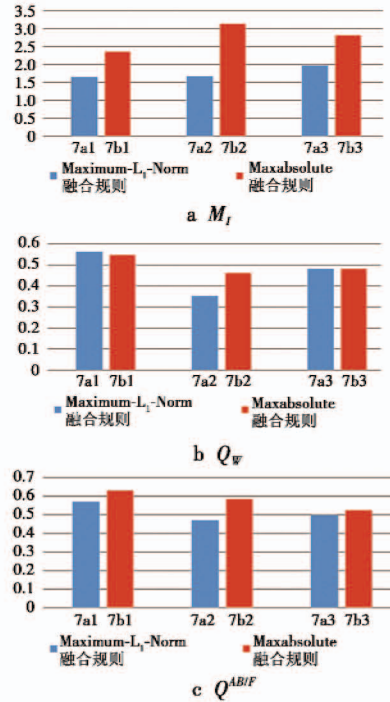 3.5
3.0
2.5
2.0
1.5
1.0
0.5
0
7a1 7b1 7a2 7b2 7a3 7b3
Maximum-L₁-Norm Maxabsolute
融合规则 融合规则
a M_I
0.6
0.5
0.4
0.3
0.2
0.1
0
7a1 7b1 7a2 7b2 7a3 7b3
Maximum-L₁-Norm Maxabsolute
融合规则 融合规则
b Q_W
0.7
0.6
0.5
0.4
0.3
0.2
0.1
0
7a1 7b1 7a2 7b2 7a3 7b3
Maximum-L₁-Norm Maxabsolute
融合规则 融合规则
c Q^{AB/F}